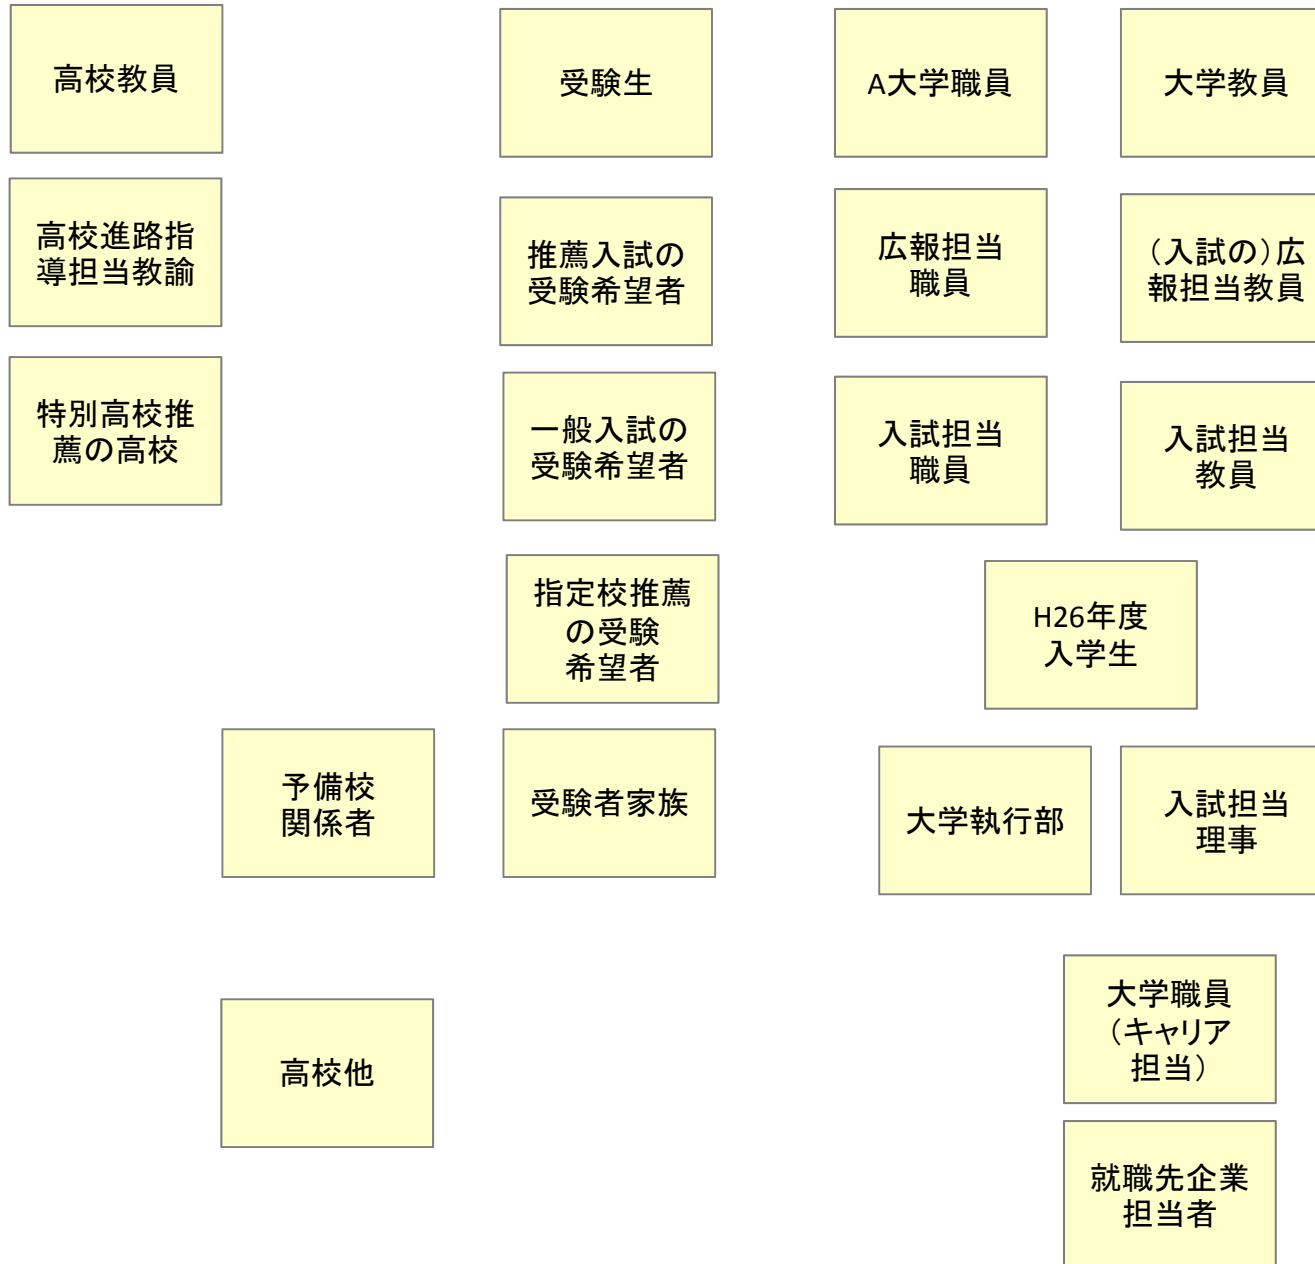 高校教員
受験生
A大学職員
大学教員
高校進路指
導担当教諭
推薦入試の
受験希望者
広報担当
職員
（入試の）広
報担当教員
特別高校推
薦の高校
一般入試の
受験希望者
入試担当
職員
入試担当
教員
指定校推薦
の受験
希望者
H26年度
入学生
予備校
関係者
受験者家族
大学執行部
入試担当
理事
高校他
大学職員
（キャリア
担当）
就職先企業
担当者